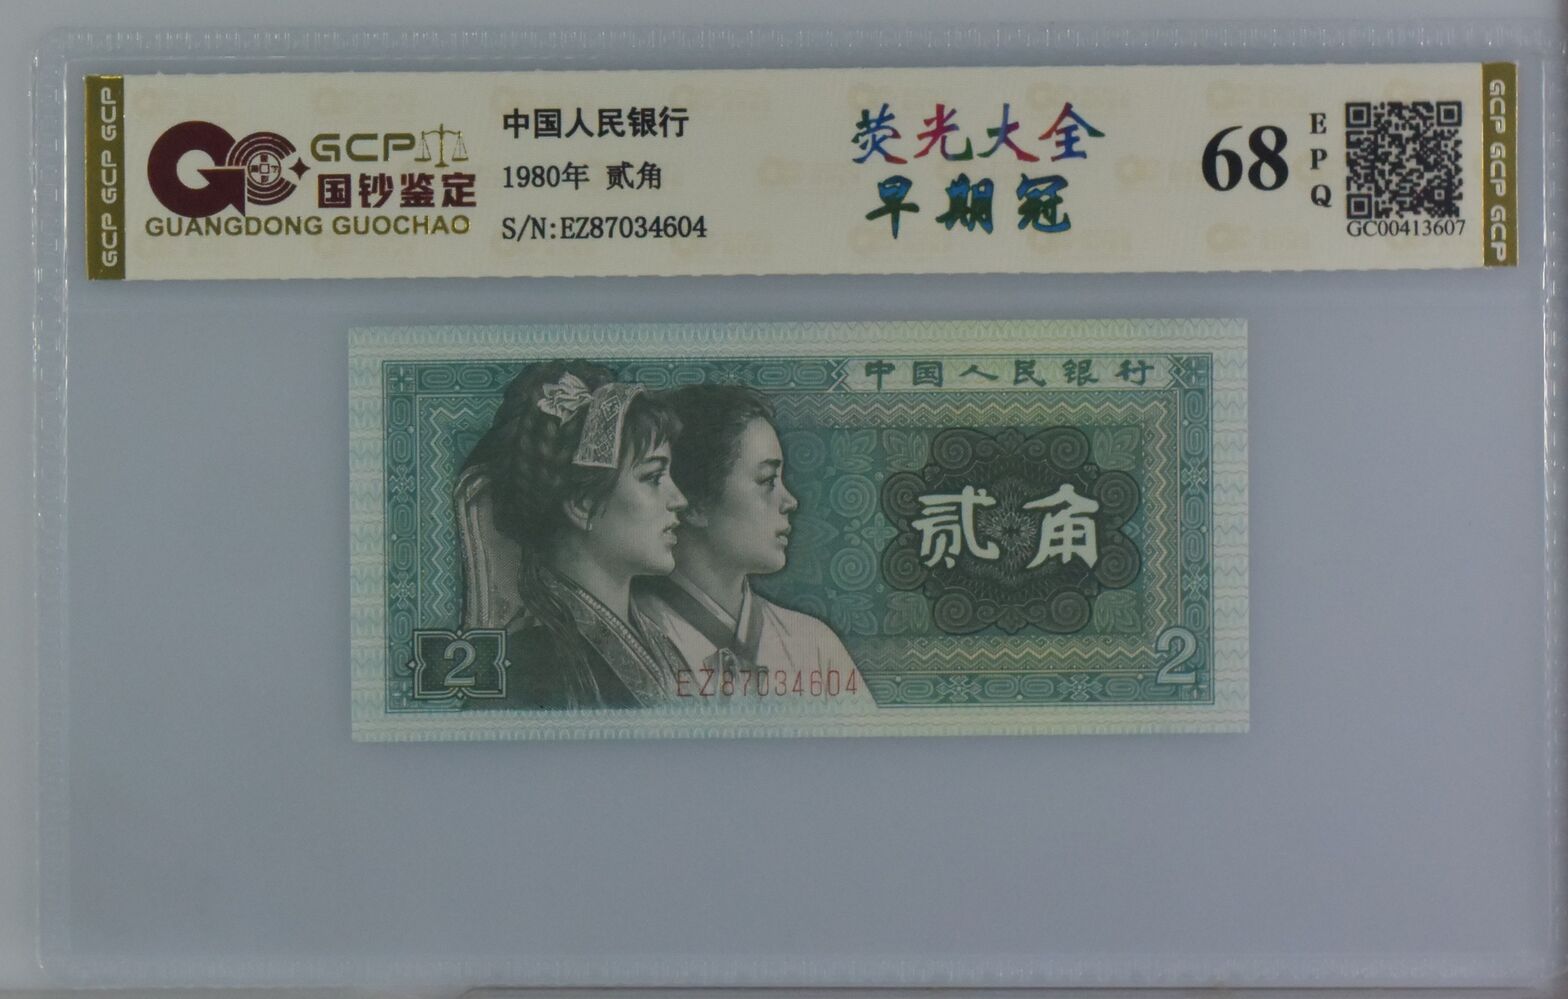 GCP GCP GCP
GCP
国钞鉴定
GUANGDONG GUOCHAO
中国人民银行
1980年 贰角
S/N:EZ87034604
荧光大全
早期冠
68
EPQ
GC00413607
GCP GCP GCP
中国人民银行
贰角
2
2
EZ87034604